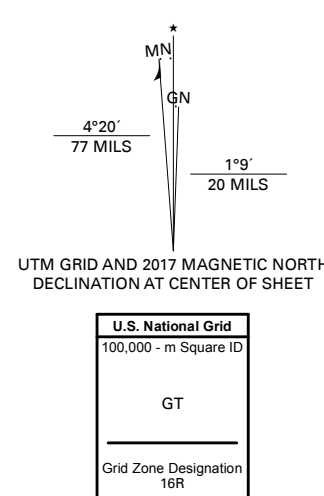 ★
MN
GN
4°20´
77 MILS
1°9´
20 MILS
UTM GRID AND 2017 MAGNETIC NORTH
DECLINATION AT CENTER OF SHEET
U.S. National Grid
100,000 - m Square ID
GT
Grid Zone Designation
16R